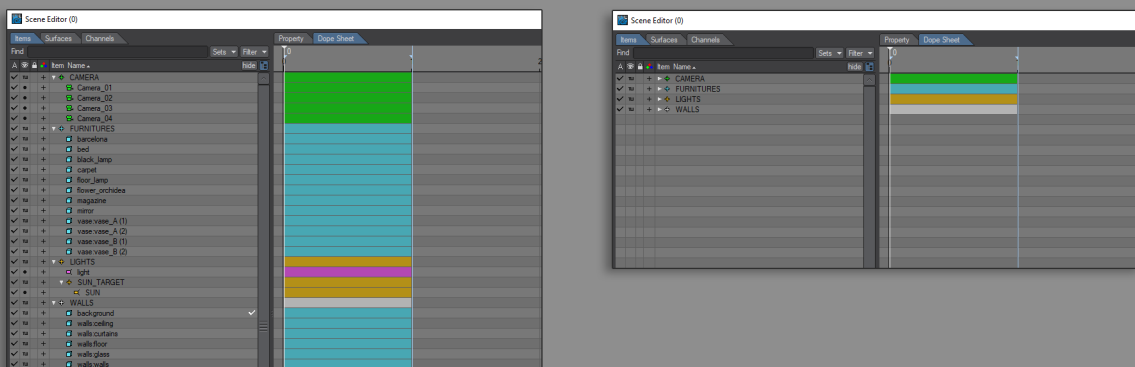 Scene Editor (0)
Items Surfaces Channels Property Dope Sheet
Find Sets Filter 0
A Item Name hide 0 2
CAMERA
Camera_01
Camera_02
Camera_03
Camera_04
FURNITURES
barcelona
bed
black_lamp
carpet
floor_lamp
flower_orchidea
magazine
mirror
vase:vase_A (1)
vase:vase_A (2)
vase:vase_B (1)
vase:vase_B (2)
LIGHTS
light
SUN_TARGET
SUN
WALLS
background
walls:ceiling
walls:curtains
walls:floor
walls:glass
walls:walls
Scene Editor (0)
Items Surfaces Channels Property Dope Sheet
Find Sets Filter 0
A Item Name hide 0
CAMERA
FURNITURES
LIGHTS
WALLS